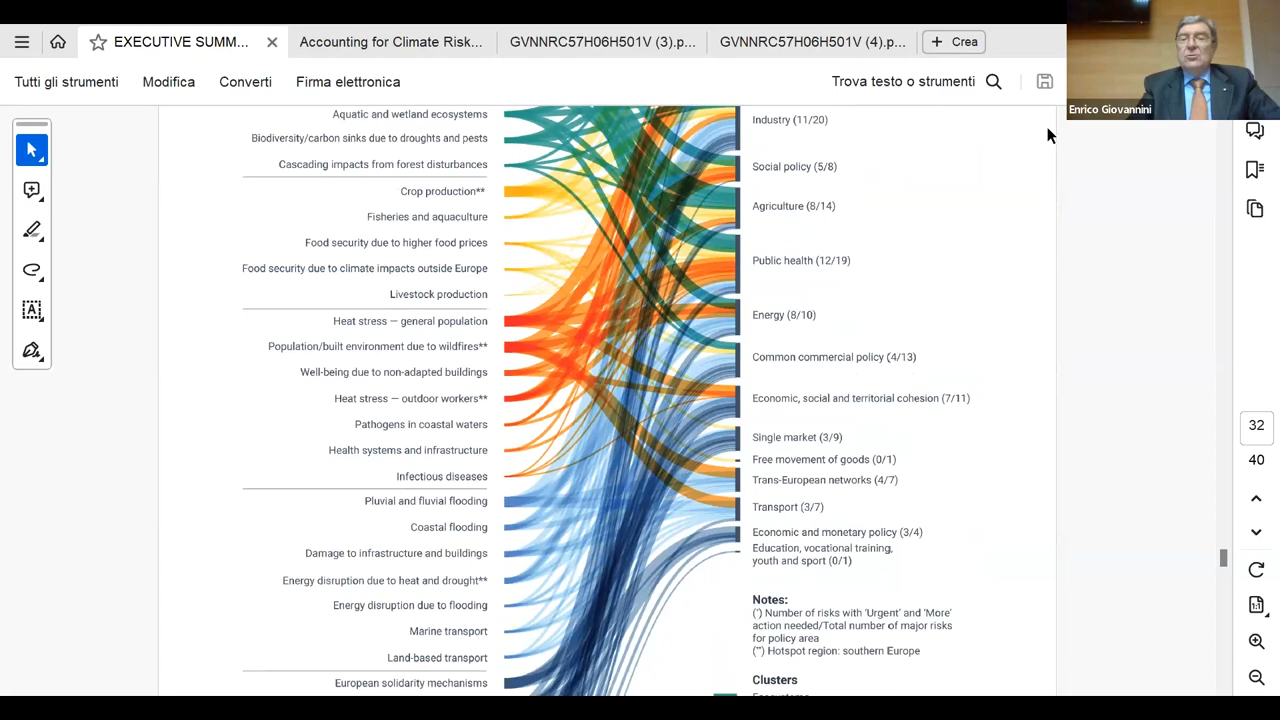 EXECUTIVE SUMM...
Accounting for Climate Risk...
GVNNRC57H06H501V (3).p...
GVNNRC57H06H501V (4).p...
Crea
Enrico Giovannini
Tutti gli strumenti
Modifica
Converti
Firma elettronica
Trova testo o strumenti
Aquatic and wetland ecosystems
Biodiversity/carbon sinks due to droughts and pests
Cascading impacts from forest disturbances
Crop production**
Fisheries and aquaculture
Food security due to higher food prices
Food security due to climate impacts outside Europe
Livestock production
Heat stress — general population
Population/built environment due to wildfires**
Well-being due to non-adapted buildings
Heat stress — outdoor workers**
Pathogens in coastal waters
Health systems and infrastructure
Infectious diseases
Pluvial and fluvial flooding
Coastal flooding
Damage to infrastructure and buildings
Energy disruption due to heat and drought**
Energy disruption due to flooding
Marine transport
Land-based transport
European solidarity mechanisms
Industry (11/20)
Social policy (5/8)
Agriculture (8/14)
Public health (12/19)
Energy (8/10)
Common commercial policy (4/13)
Economic, social and territorial cohesion (7/11)
Single market (3/9)
Free movement of goods (0/1)
Trans-European networks (4/7)
Transport (3/7)
Economic and monetary policy (3/4)
Education, vocational training,
youth and sport (0/1)
Notes:
(*) Number of risks with 'Urgent' and 'More'
action needed/Total number of major risks
for policy area
(**) Hotspot region: southern Europe
Clusters
32
40